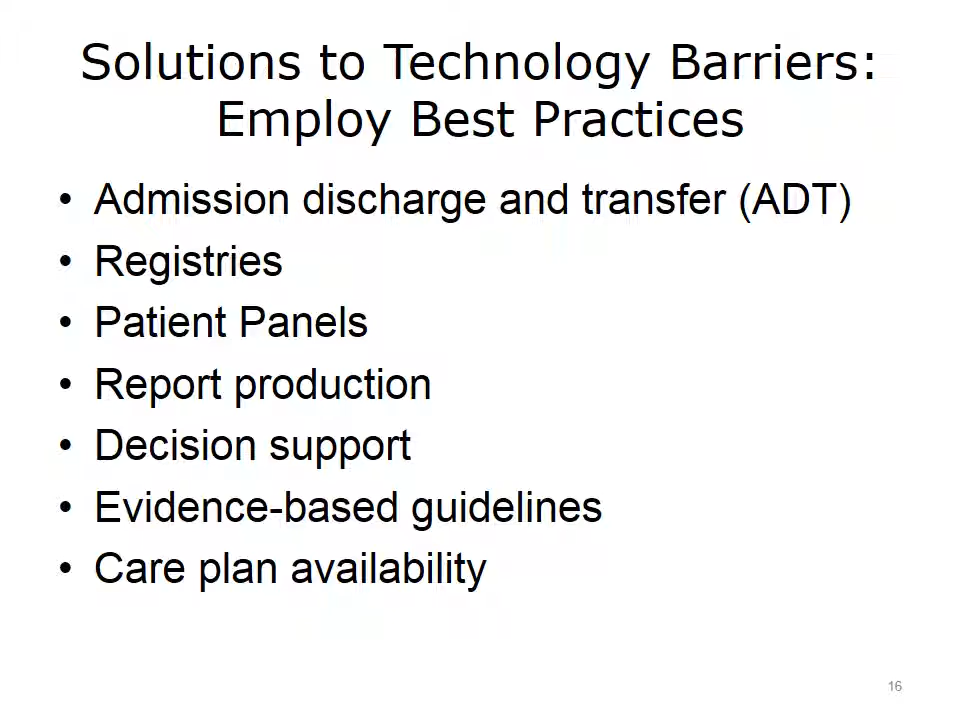 Solutions to Technology Barriers:
Employ Best Practices
• Admission discharge and transfer (ADT)
• Registries
• Patient Panels
• Report production
• Decision support
• Evidence-based guidelines
• Care plan availability
16